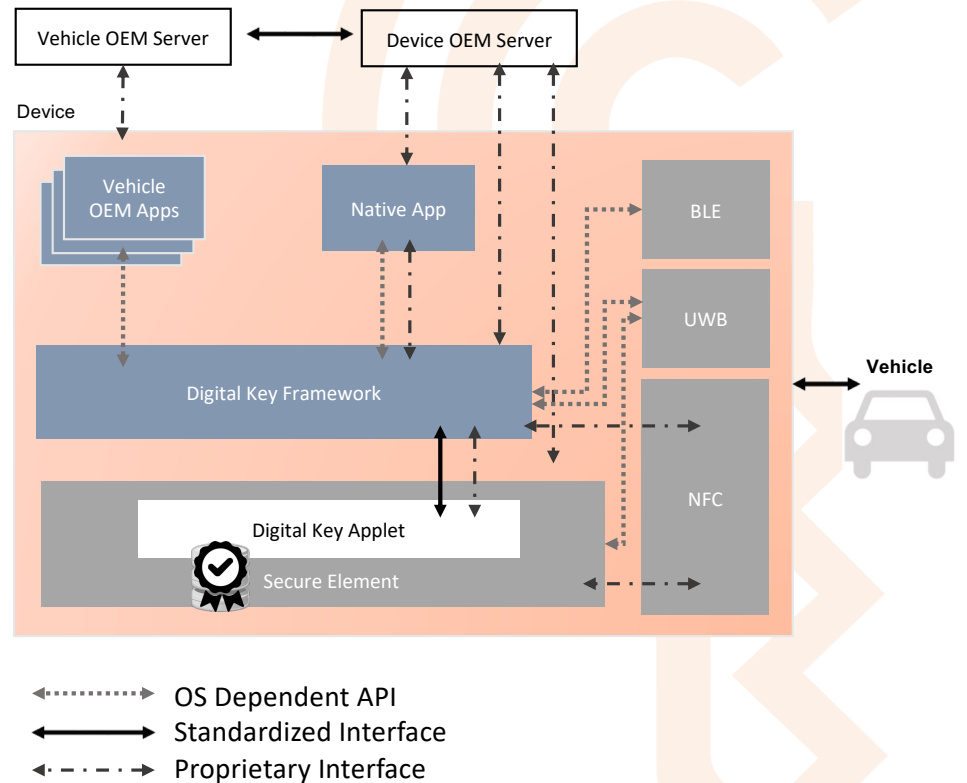 Vehicle OEM Server
Device OEM Server
Device
Vehicle
OEM Apps
Native App
BLE
UWB
Vehicle
Digital Key Framework
NFC
Digital Key Applet
Secure Element
OS Dependent API
Standardized Interface
Proprietary Interface